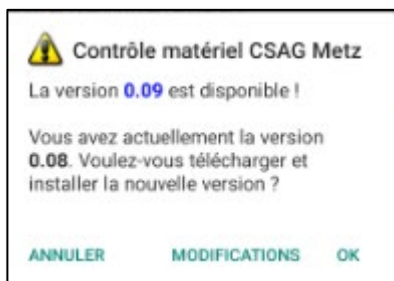 Contrôle matériel CSAG Metz
La version 0.09 est disponible !
Vous avez actuellement la version
0.08. Voulez-vous télécharger et
installer la nouvelle version ?
ANNULER MODIFICATIONS OK